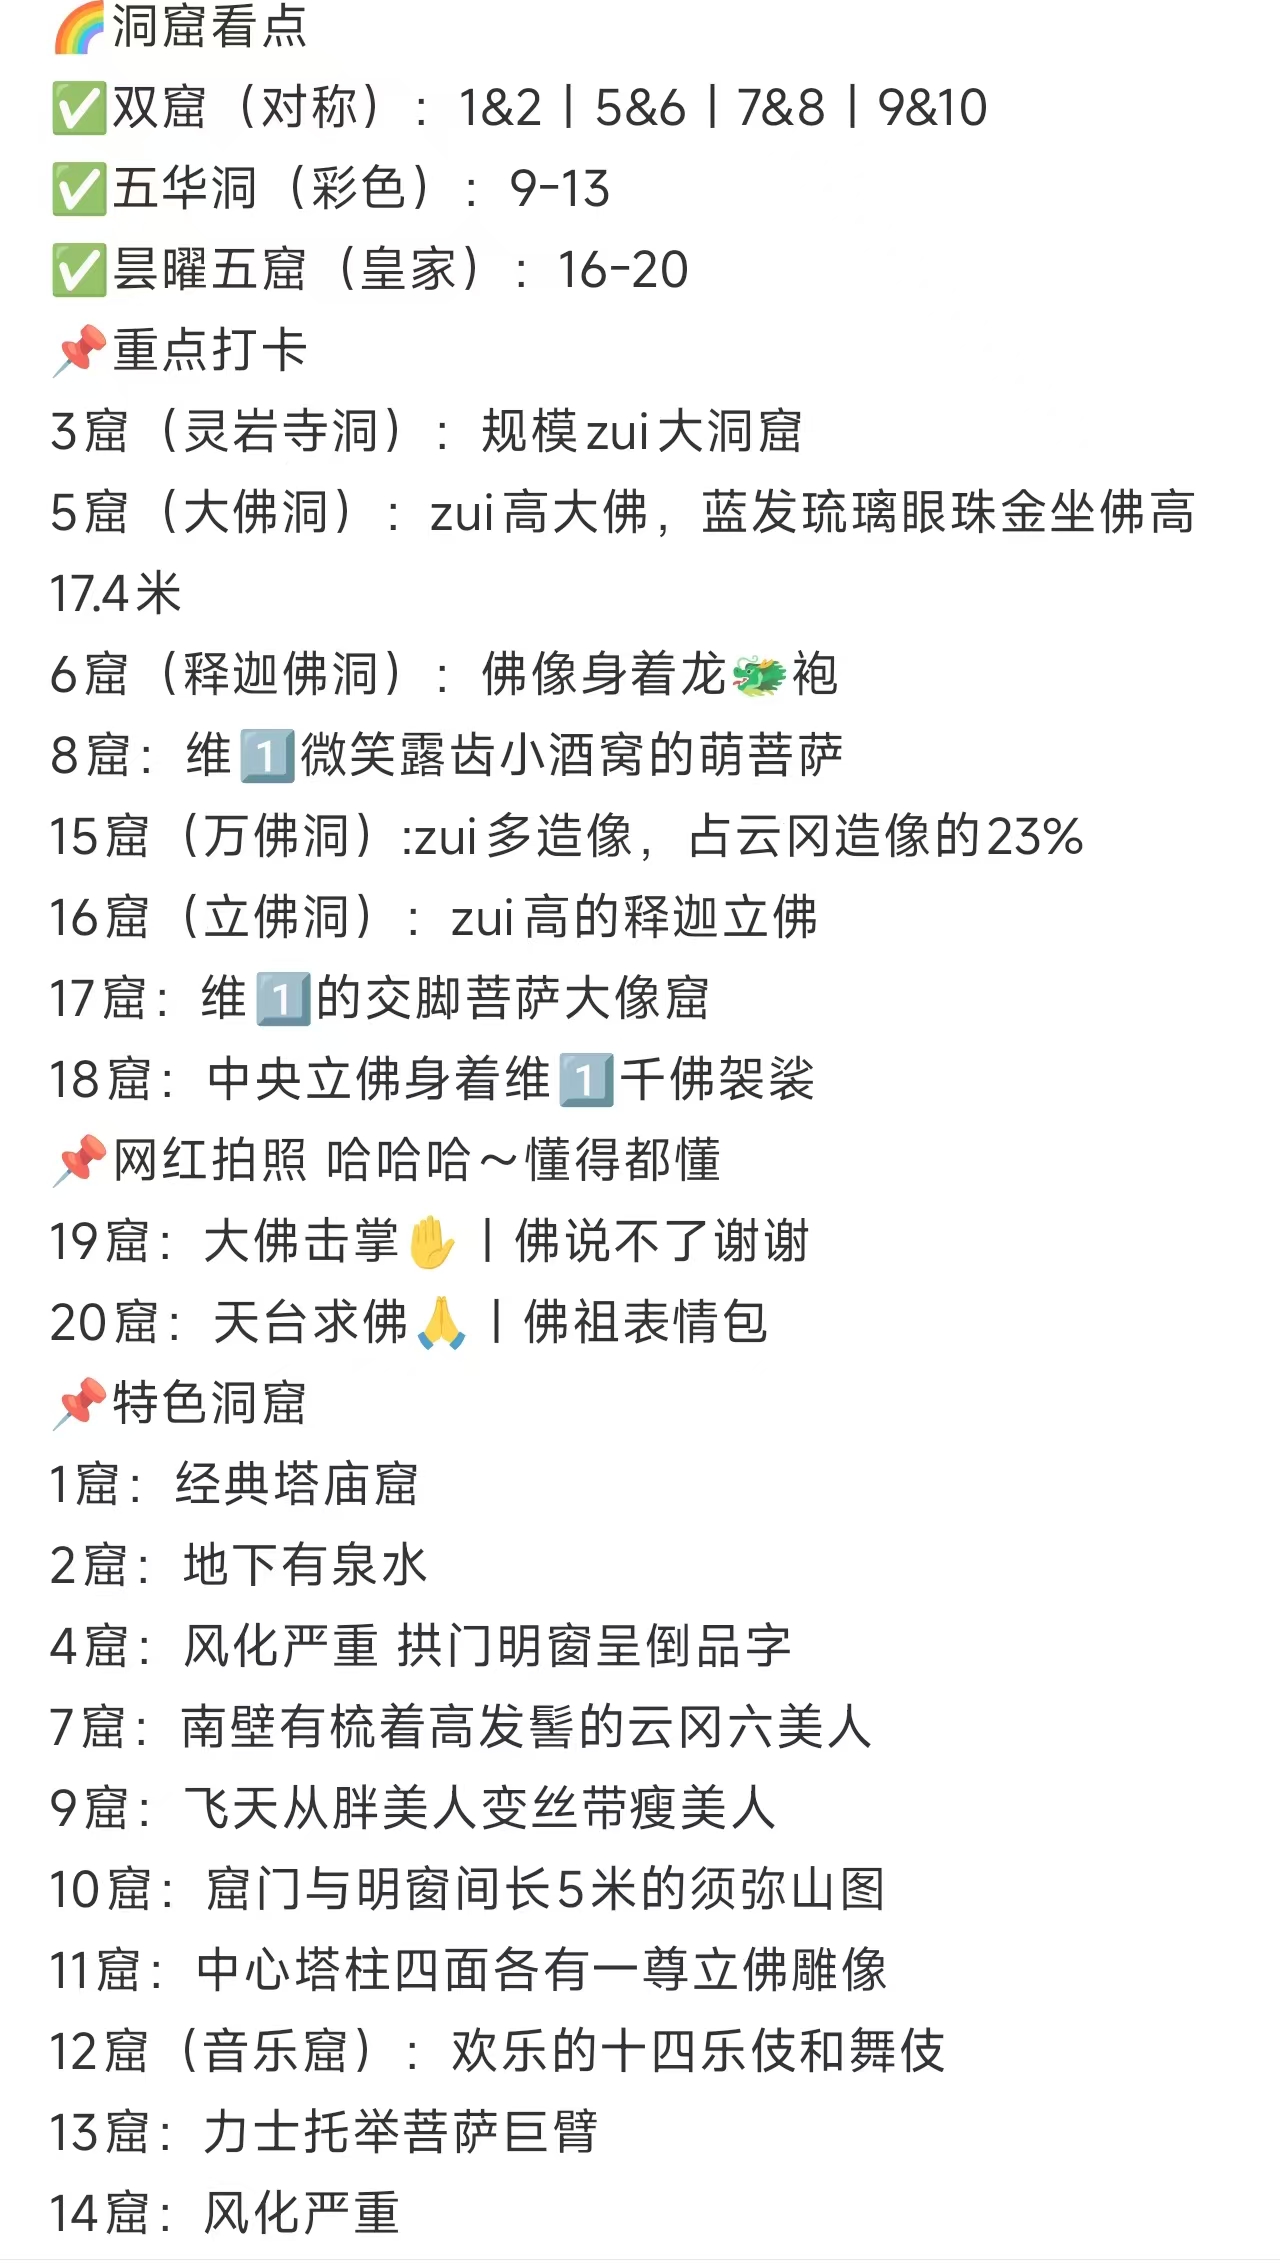 🌈洞窟看点
✅双窟（对称）：1&2丨5&6丨7&8丨9&10
✅五华洞（彩色）：9-13
✅昙曜五窟（皇家）：16-20
📌重点打卡
3窟（灵岩寺洞）：规模zui大洞窟
5窟（大佛洞）：zui高大佛，蓝发琉璃眼珠金坐佛高
17.4米
6窟（释迦佛洞）：佛像身着龙🐲袍
8窟：维1️⃣微笑露齿小酒窝的萌菩萨
15窟（万佛洞）:zui多造像，占云冈造像的23%
16窟（立佛洞）：zui高的释迦立佛
17窟：维1️⃣的交脚菩萨大像窟
18窟：中央立佛身着维1️⃣千佛袈裟
📌网红拍照 哈哈哈～懂得都懂
19窟：大佛击掌✋丨佛说不了谢谢
20窟：天台求佛🙏丨佛祖表情包
📌特色洞窟
1窟：经典塔庙窟
2窟：地下有泉水
4窟：风化严重 拱门明窗呈倒品字
7窟：南壁有梳着高发髻的云冈六美人
9窟：飞天从胖美人变丝带瘦美人
10窟：窟门与明窗间长5米的须弥山图
11窟：中心塔柱四面各有一尊立佛雕像
12窟（音乐窟）：欢乐的十四乐伎和舞伎
13窟：力士托举菩萨巨臂
14窟：风化严重